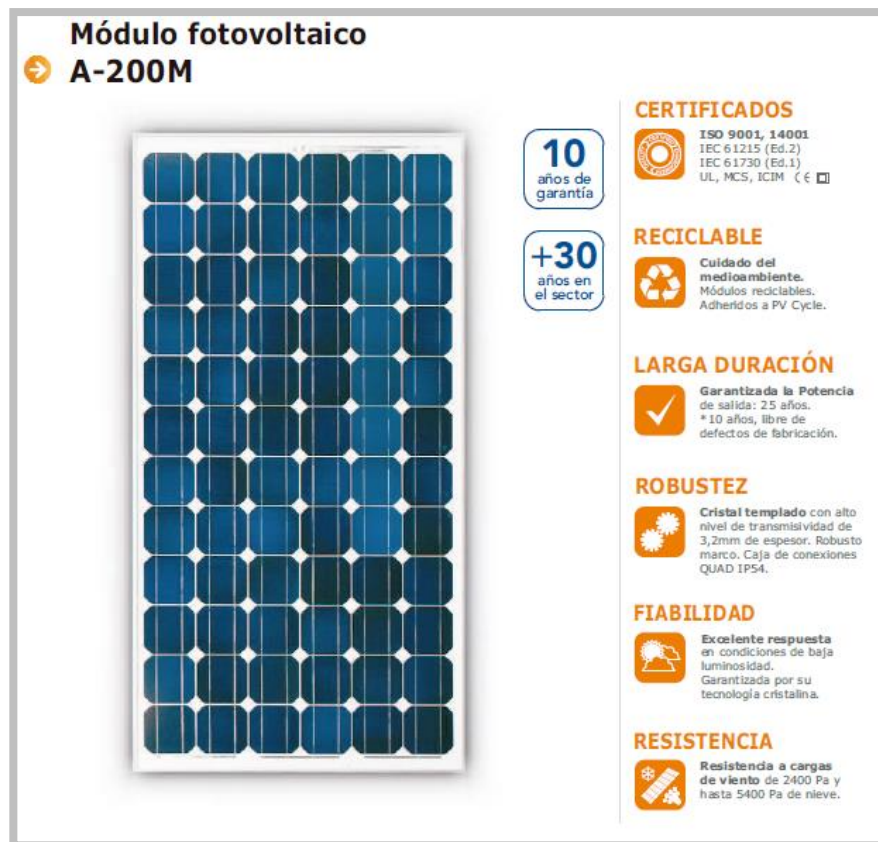 Módulo fotovoltaico
A-200M
10
años de
garantía
+30
años en
el sector
CERTIFICADOS
ISO 9001, 14001
IEC 61215 (Ed.2)
IEC 61730 (Ed.1)
UL, MCS, ICIM CE
RECICLABLE
Cuidado del
medioambiente.
Módulos reciclables.
Adheridos a PV Cycle.
LARGA DURACIÓN
Garantizada la Potencia
de salida: 25 años.
*10 años, libre de
defectos de fabricación.
ROBUSTEZ
Cristal templado con alto
nivel de transmisividad de
3,2mm de espesor. Robusto
marco. Caja de conexiones
QUAD IP54.
FIABILIDAD
Excelente respuesta
en condiciones de baja
luminosidad.
Garantizada por su
tecnología cristalina.
RESISTENCIA
Resistencia a cargas
de viento de 2400 Pa y
hasta 5400 Pa de nieve.